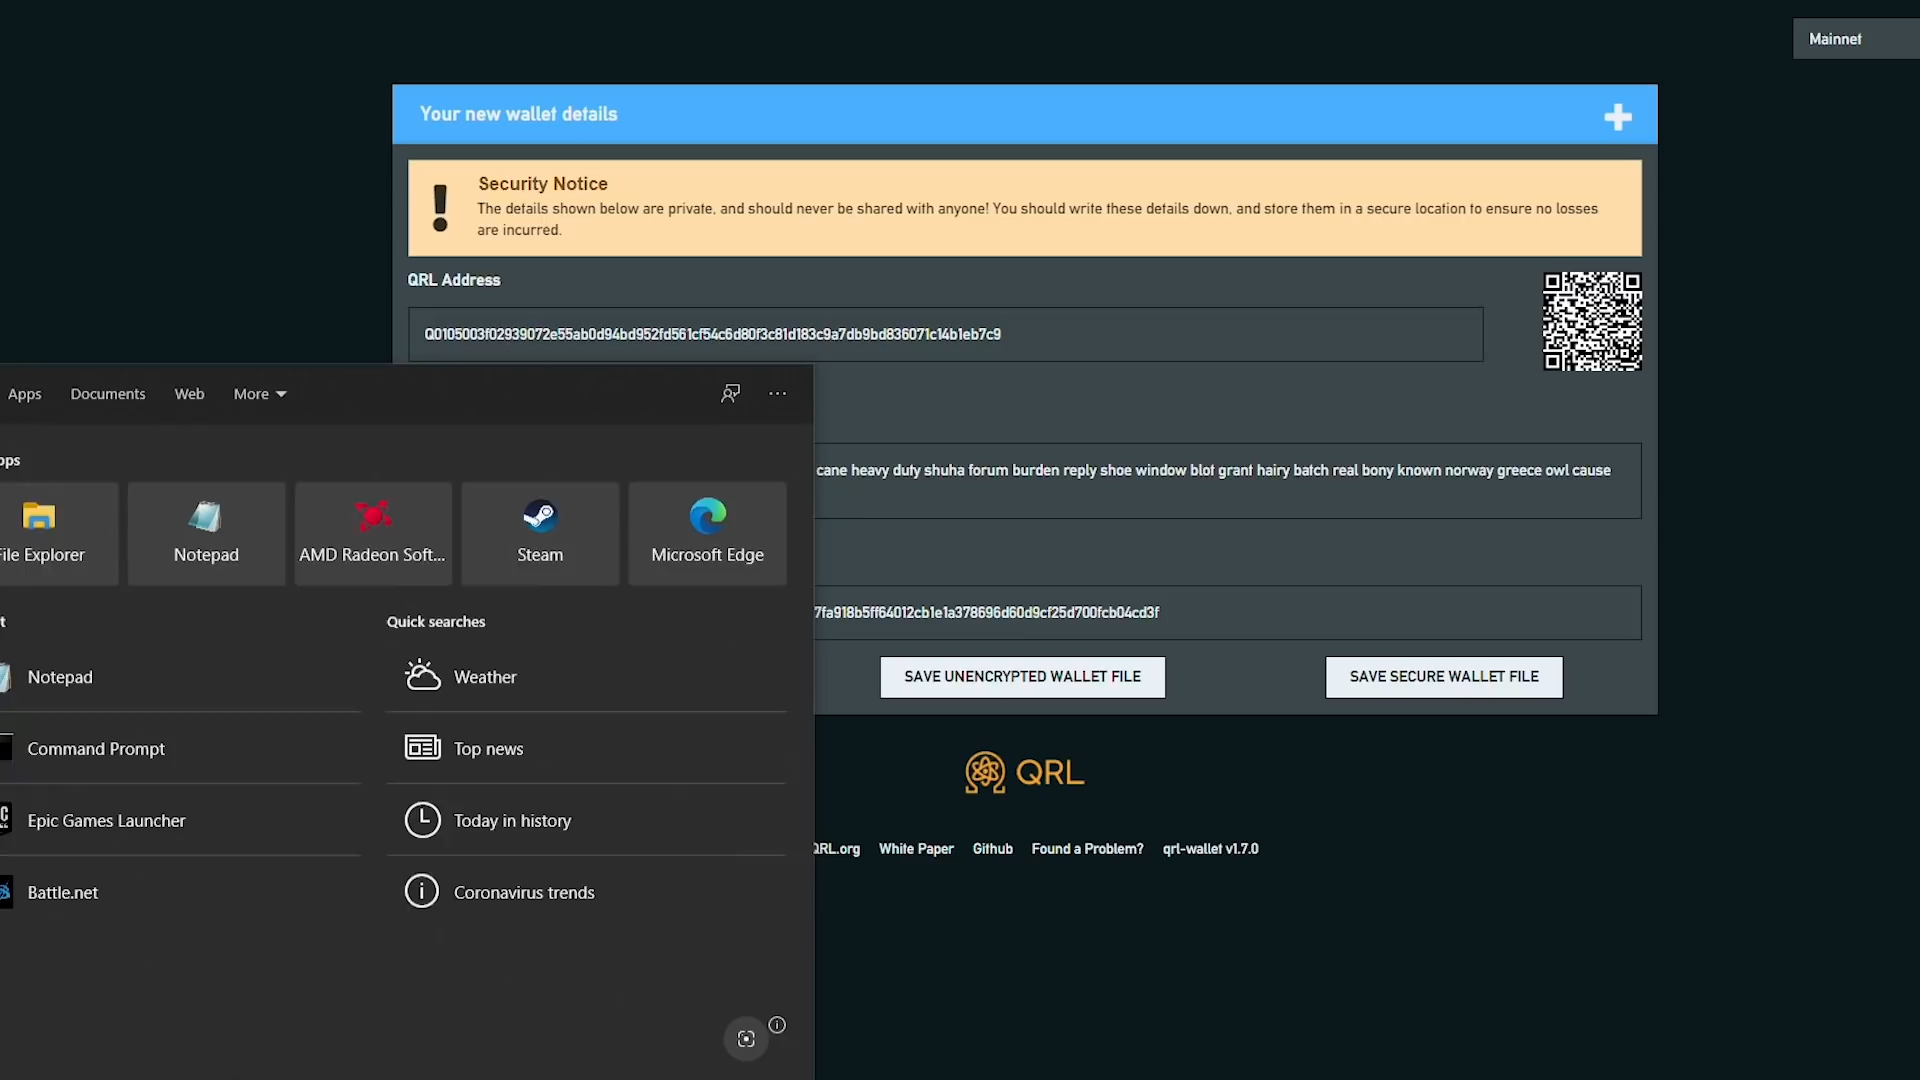 Mainnet
Your new wallet details
Security Notice
The details shown below are private, and should never be shared with anyone! You should write these details down, and store them in a secure location to ensure no losses
are incurred.
QRL Address
Q0105003f02939072e55ab0d94bd952fd561cf54c6d80f3c81d183c9a7db9bd836071c14b1eb7c9
Apps Documents Web More
cane heavy duty shuha forum burden reply shoe window blot grant hairy batch real bony known norway greece owl cause
File Explorer
Notepad
AMD Radeon Soft...
Steam
Microsoft Edge
7fa918b5ff64012cb1e1a378696d60d9cf25d700fcb04cd3f
Quick searches
Notepad
Weather
SAVE UNENCRYPTED WALLET FILE
SAVE SECURE WALLET FILE
Command Prompt
Top news
QRL
Epic Games Launcher
Today in history
QRL.org White Paper Github Found a Problem? qrl-wallet v1.7.0
Battle.net
Coronavirus trends